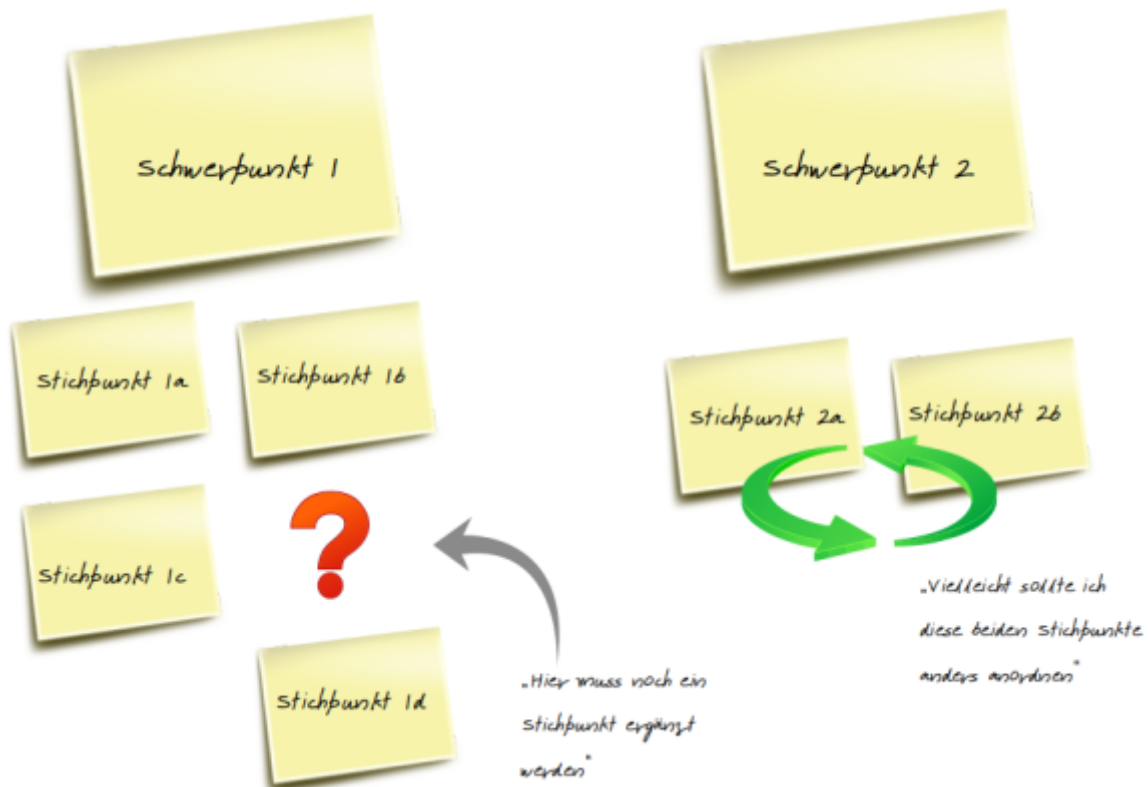 Schwerpunkt 1
Schwerpunkt 2
Stichpunkt 1a
Stichpunkt 1b
Stichpunkt 2a
Stichpunkt 2b
Stichpunkt 1c
?
Stichpunkt 1d
„Hier muss noch ein
Stichpunkt ergänzt
werden"
„Vielleicht sollte ich
diese beiden Stichpunkte
anders anordnen"